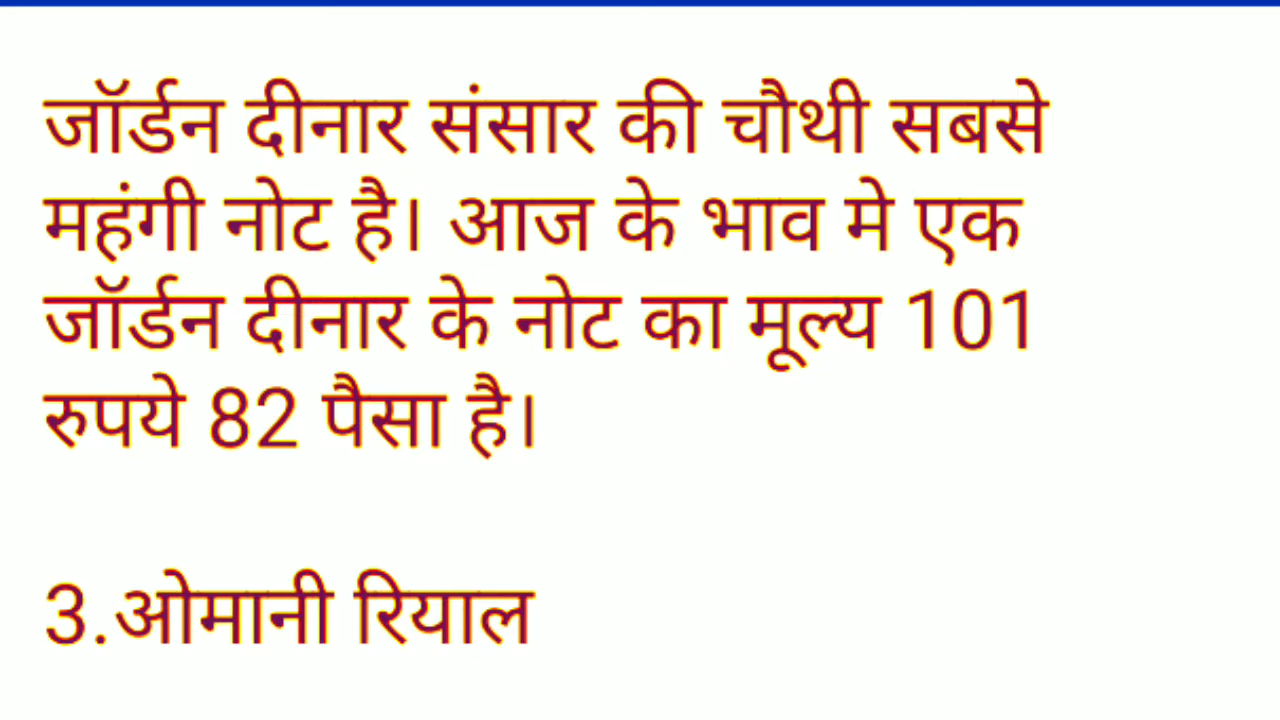 जॉर्डन दीनार संसार की चौथी सबसे
महंगी नोट है। आज के भाव मे एक
जॉर्डन दीनार के नोट का मूल्य 101
रुपये 82 पैसा है।
3.ओमानी रियाल